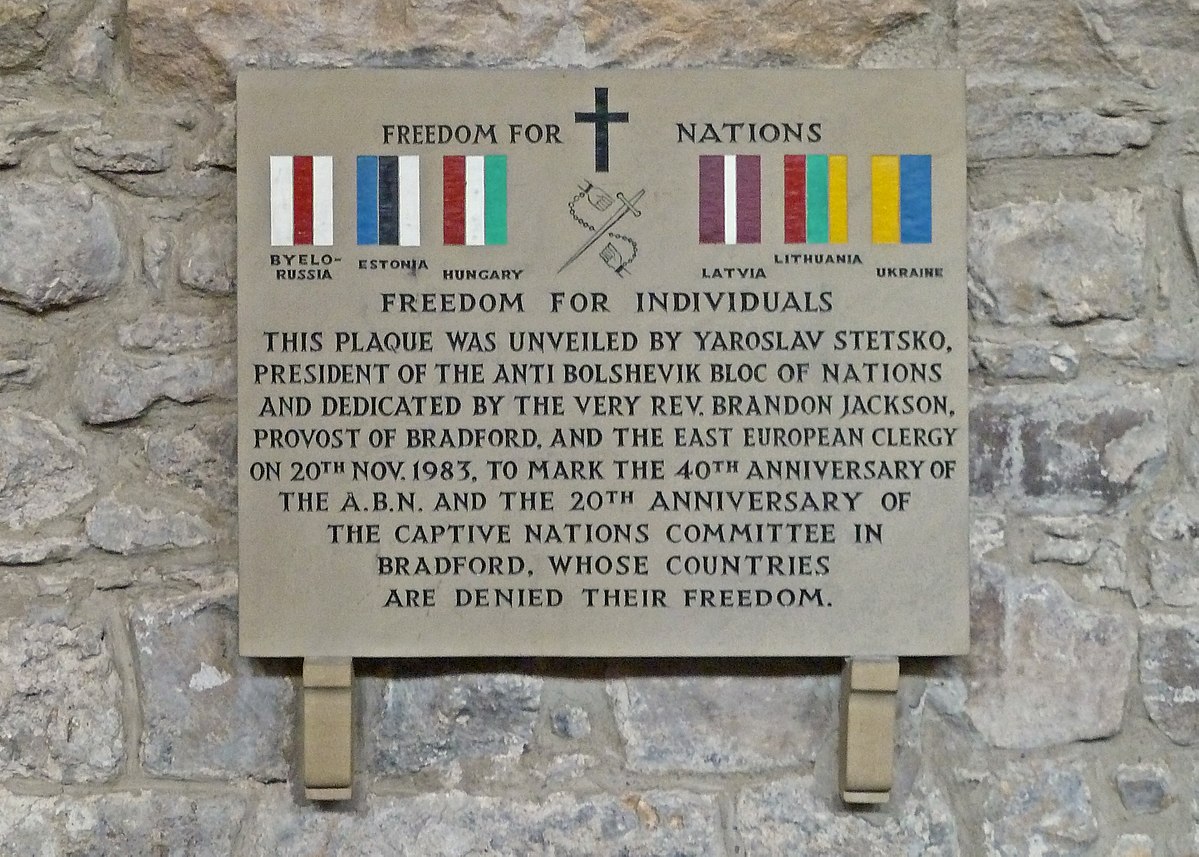 FREEDOM FOR NATIONS
BYELO-
RUSSIA
ESTONIA
HUNGARY
LATVIA
LITHUANIA
UKRAINE
FREEDOM FOR INDIVIDUALS
THIS PLAQUE WAS UNVEILED BY YAROSLAV STETSKO,
PRESIDENT OF THE ANTI BOLSHEVIK BLOC OF NATIONS
AND DEDICATED BY THE VERY REV. BRANDON JACKSON,
PROVOST OF BRADFORD, AND THE EAST EUROPEAN CLERGY
ON 20TH NOV. 1983, TO MARK THE 40TH ANNIVERSARY OF
THE A.B.N. AND THE 20TH ANNIVERSARY OF
THE CAPTIVE NATIONS COMMITTEE IN
BRADFORD, WHOSE COUNTRIES
ARE DENIED THEIR FREEDOM.